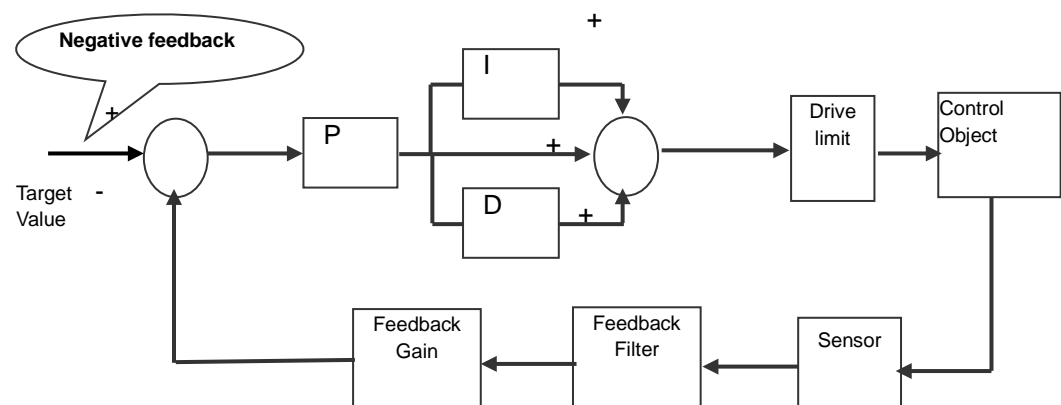 +
Negative feedback
I
+
P
Drive
limit
Control
Object
+
Target
Value
-
D
+
Feedback
Gain
Feedback
Filter
Sensor